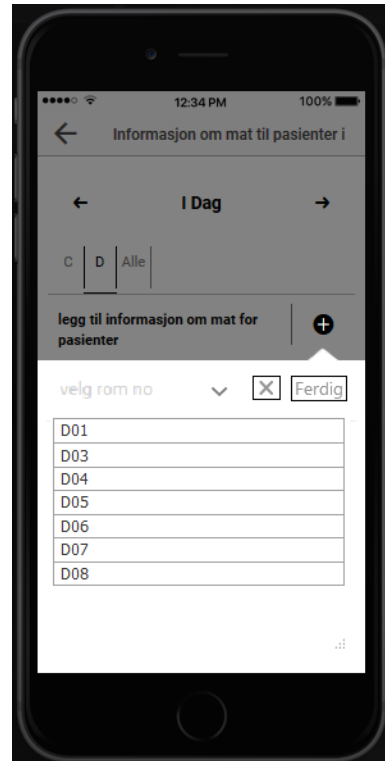 12:34 PM 100%
Informasjon om mat til pasienter i
I Dag
C D Alle
legg til informasjon om mat for
pasienter
velg rom no X Ferdig
D01
D03
D04
D05
D06
D07
D08